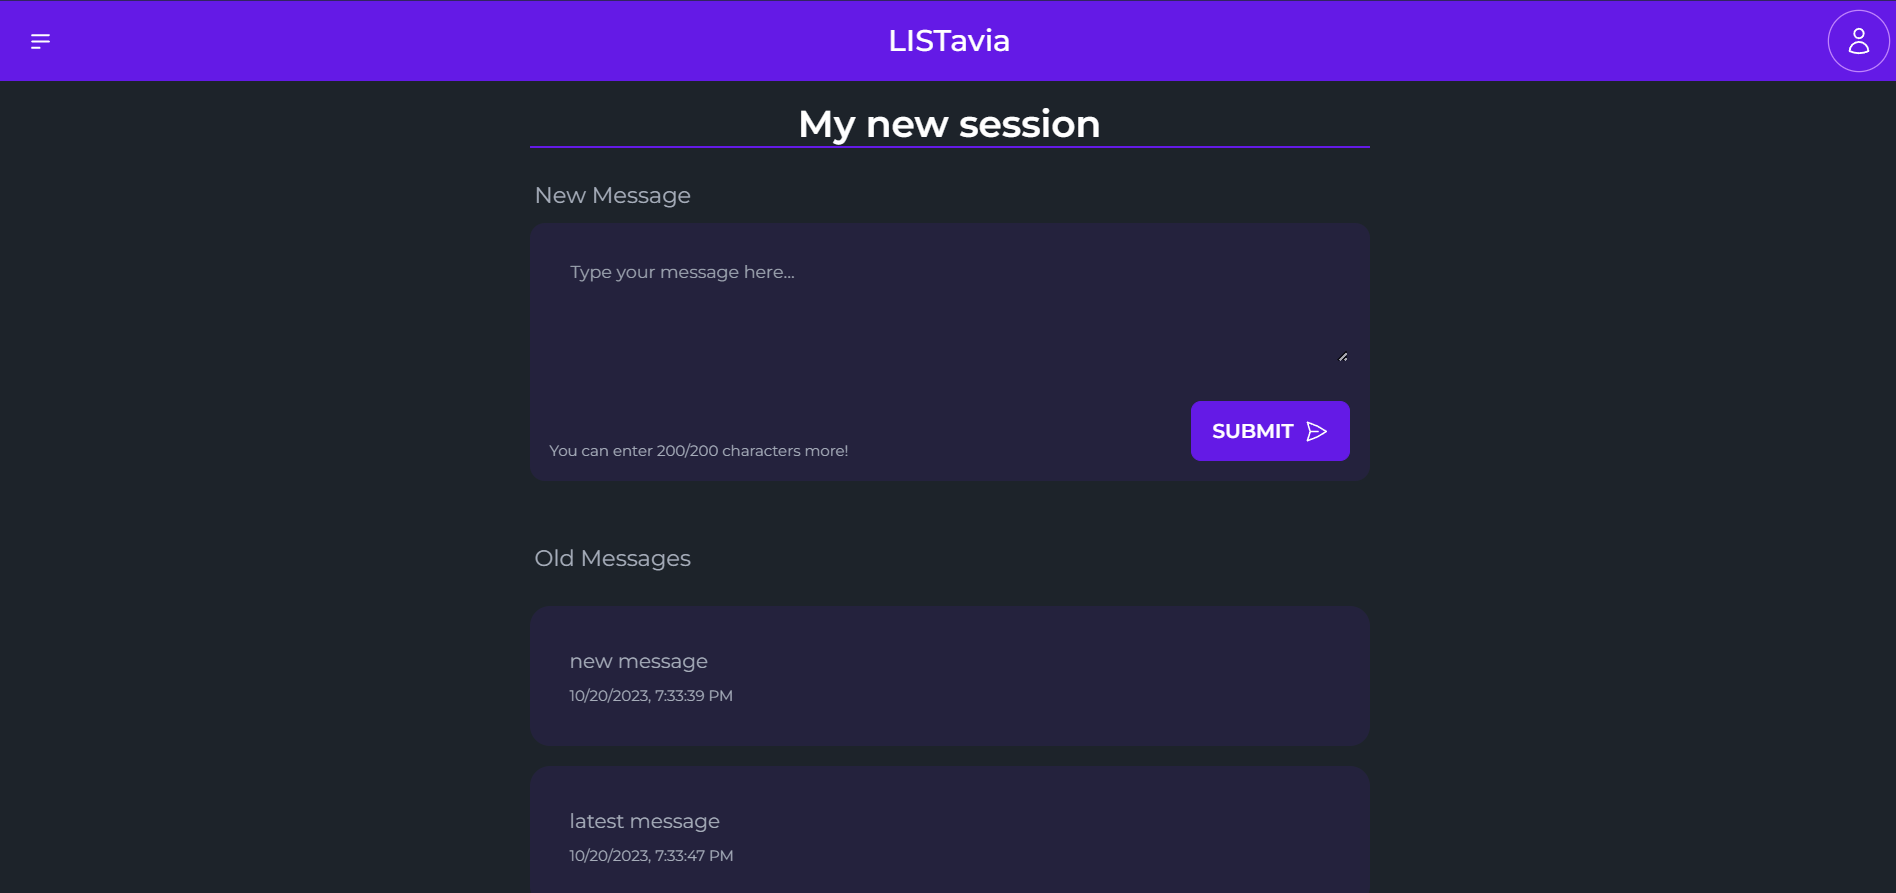 LISTavia
My new session
New Message
Type your message here...
You can enter 200/200 characters more!
SUBMIT
Old Messages
new message
10/20/2023, 7:33:39 PM
latest message
10/20/2023, 7:33:47 PM